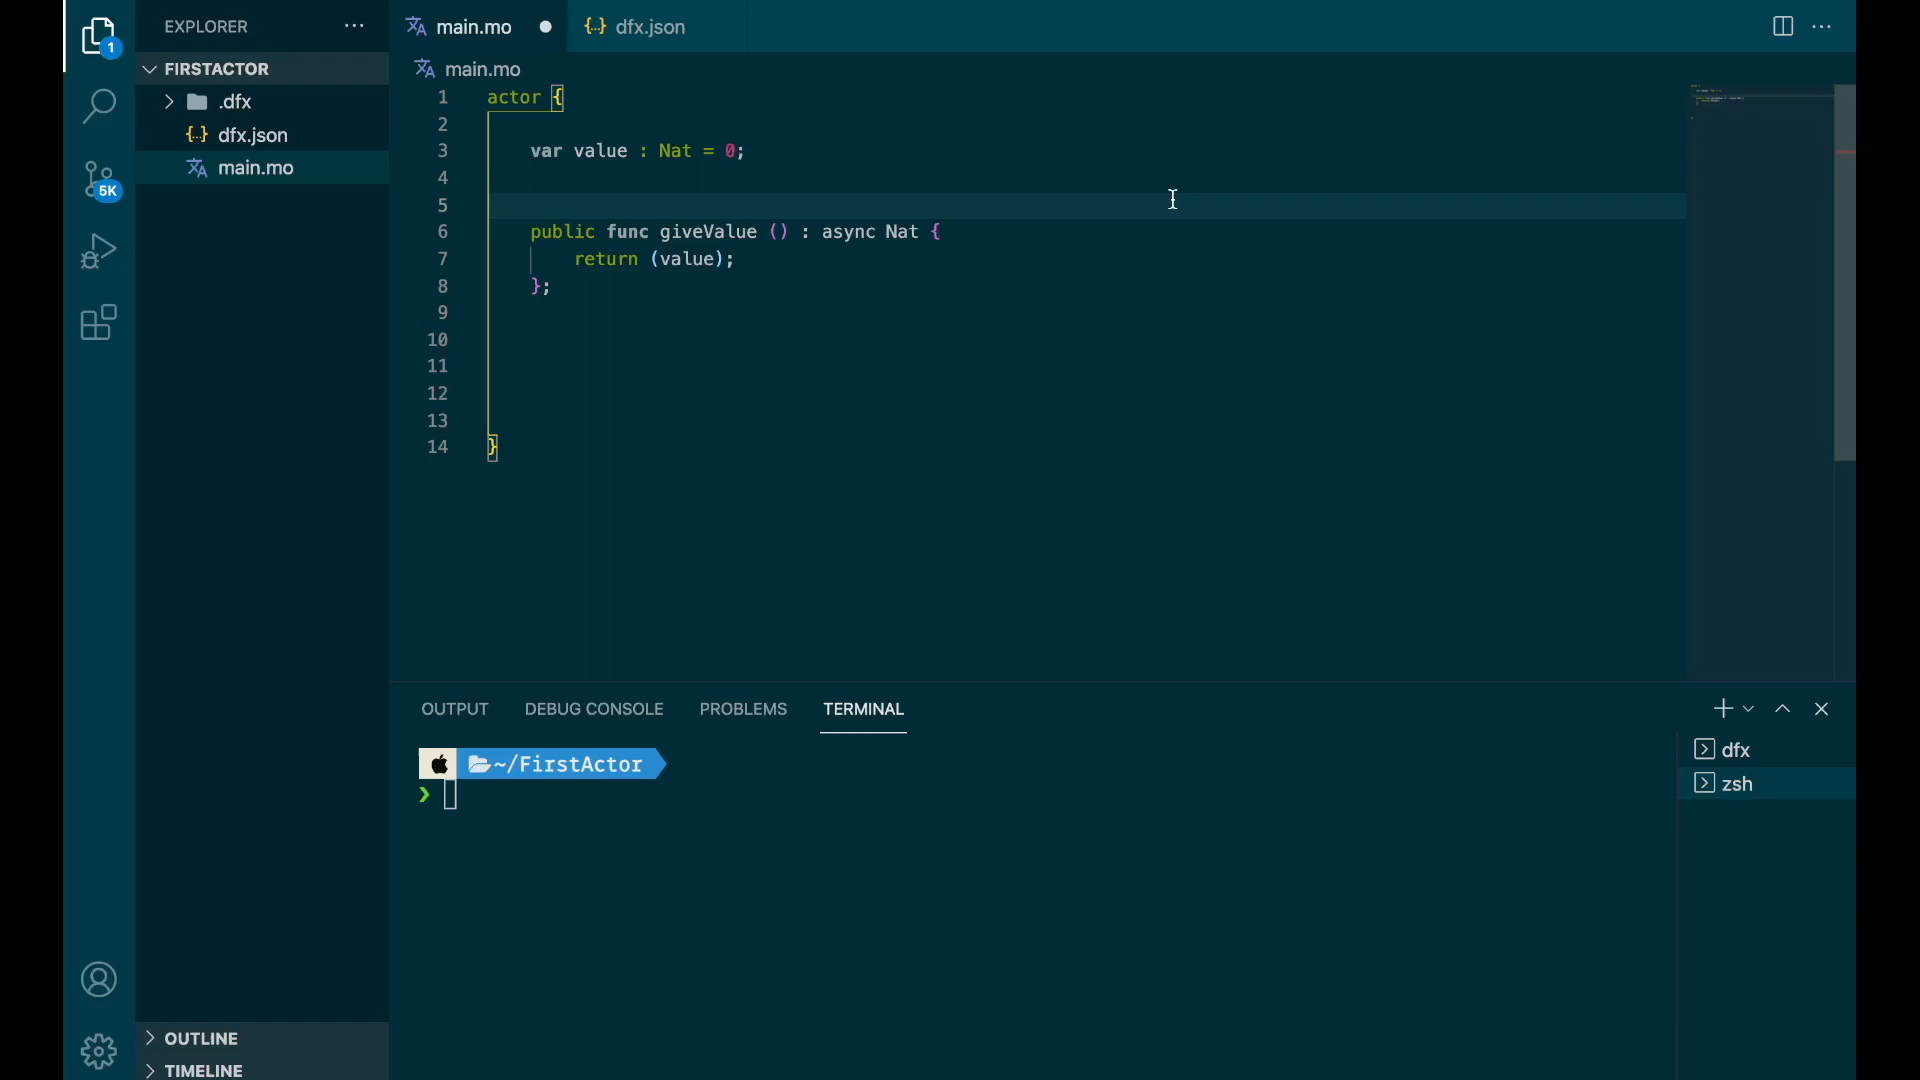 EXPLORER
main.mo
dfx.json
1
FIRSTACTOR
main.mo
.dfx
dfx.json
main.mo
5K
1 actor {
2
3 var value : Nat = 0;
4
5
6 public func giveValue () : async Nat {
7 return (value);
8 };
9
10
11
12
13
14 }
OUTPUT DEBUG CONSOLE PROBLEMS TERMINAL
~/FirstActor
❯
dfx
zsh
OUTLINE
TIMELINE